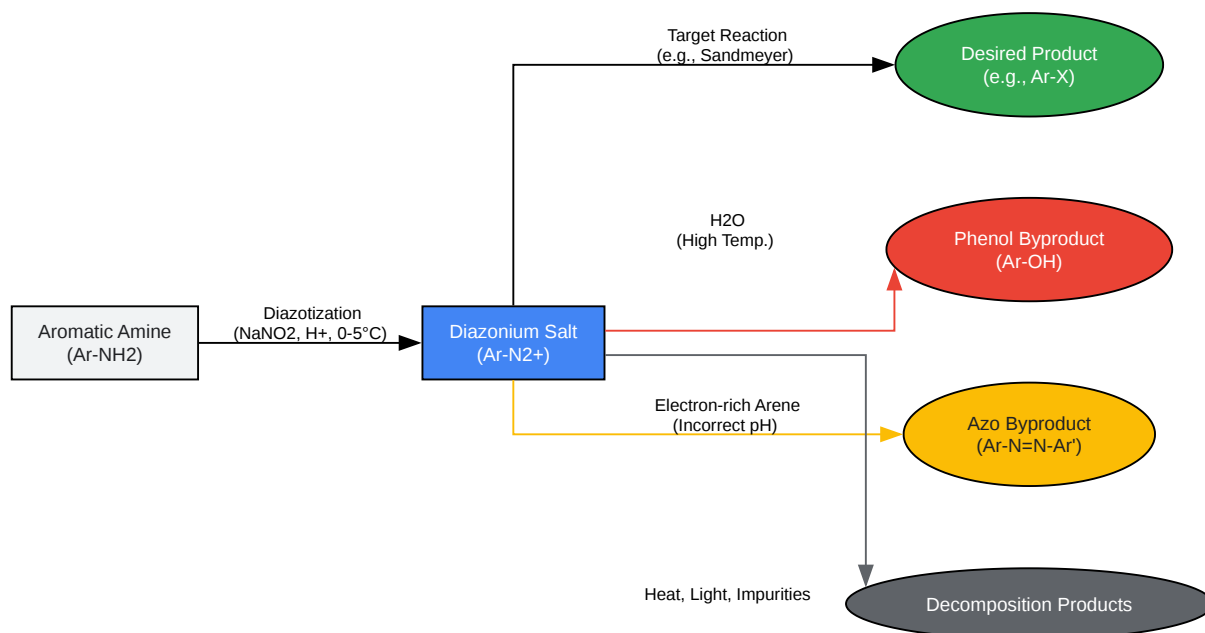 Target Reaction
(e.g., Sandmeyer)
Desired Product
(e.g., Ar-X)
H2O
(High Temp.)
Phenol Byproduct
(Ar-OH)
Aromatic Amine
(Ar-NH2)
Diazotization
(NaNO2, H+, 0-5°C)
Diazonium Salt
(Ar-N2+)
Electron-rich Arene
(Incorrect pH)
Azo Byproduct
(Ar-N=N-Ar')
Heat, Light, Impurities
Decomposition Products